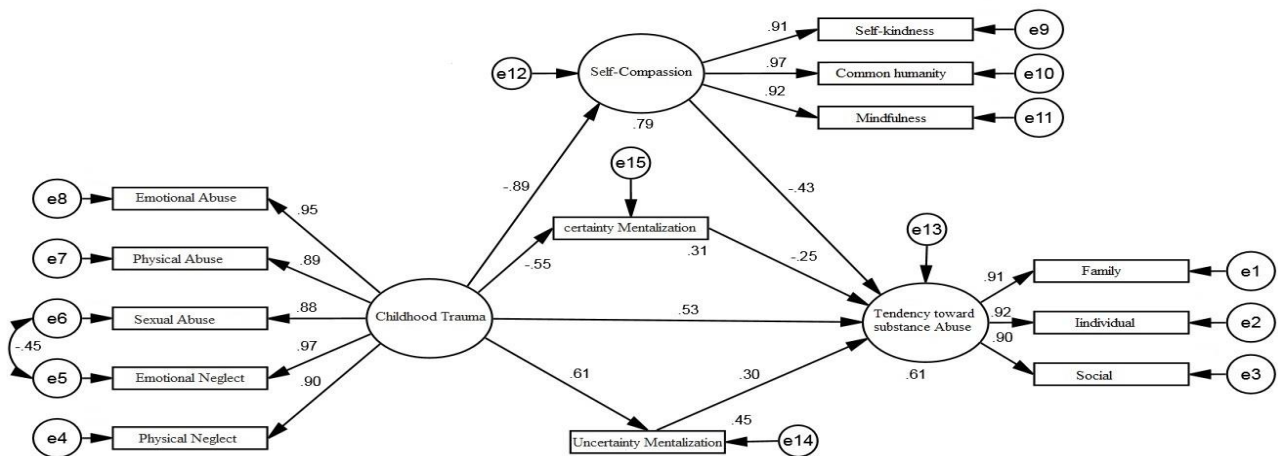 .91
Self-kindness
e9
e12
Self-Compassion
.97
Common humanity
e10
.92
Mindfulness
e11
.79
e15
-.89
-.43
e8
Emotional Abuse
.95
certainty Mentalization
e13
-.55
.31
-.25
e7
Physical Abuse
.89
.91
Family
e1
e6
Sexual Abuse
.88
Childhood Trauma
.53
Tendency toward
substance Abuse
.92
Iindividual
e2
-.45
.97
.90
e5
Emotional Neglect
.61
.30
.61
Social
e3
.90
.45
e4
Physical Neglect
Uncertainty Mentalization
e14